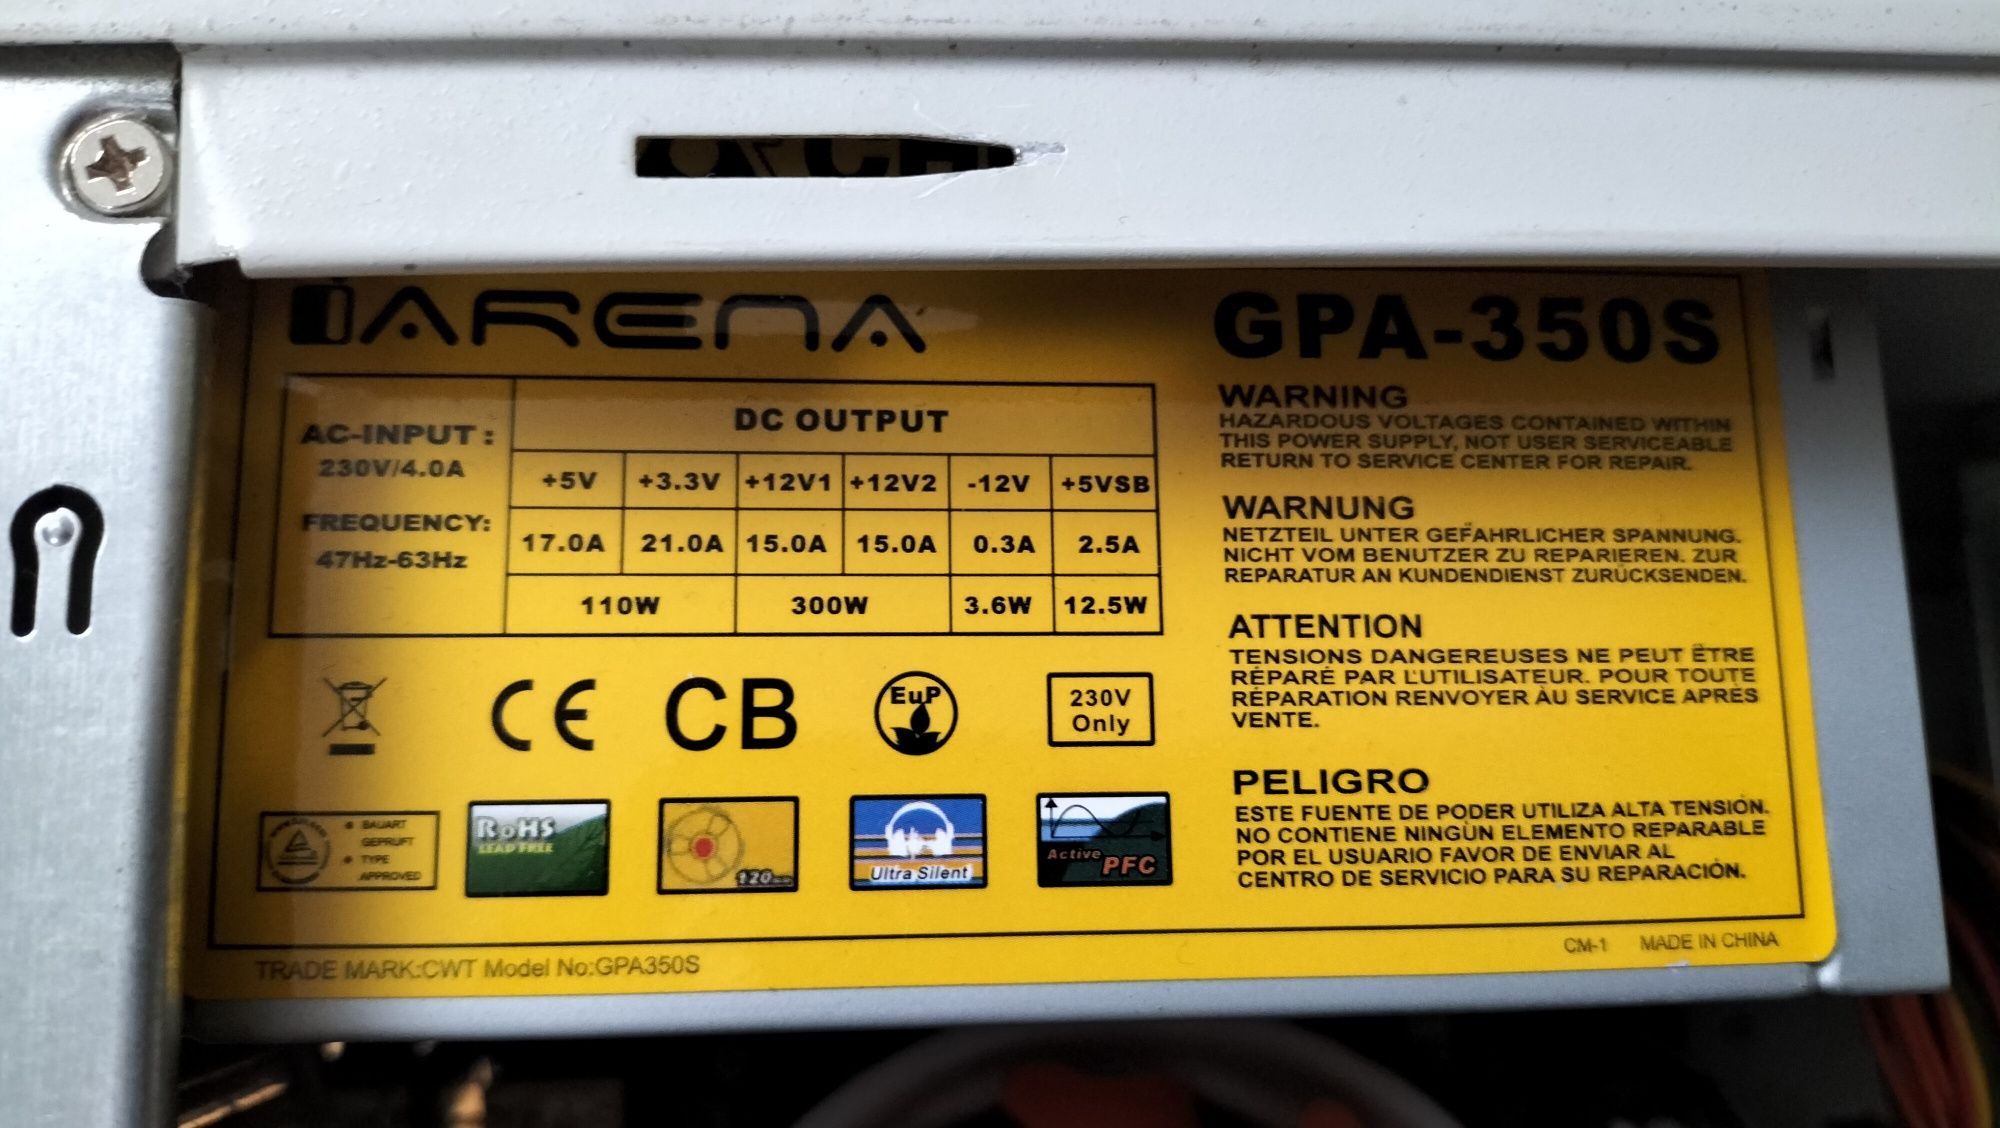 ARENA
GPA-350S
AC-INPUT :
230V/4.0A
FREQUENCY:
47Hz-63Hz
DC OUTPUT
+5V +3.3V +12V1 +12V2 -12V +5VSB
17.0A 21.0A 15.0A 15.0A 0.3A 2.5A
110W 300W 3.6W 12.5W
WARNING
HAZARDOUS VOLTAGES CONTAINED WITHIN
THIS POWER SUPPLY, NOT USER SERVICEABLE
RETURN TO SERVICE CENTER FOR REPAIR.
WARNUNG
NETZTEIL UNTER GEFÄHRLICHER SPANNUNG.
NICHT VOM BENUTZER ZU REPARIEREN. ZUR
REPARATUR AN KUNDENDIENST ZURÜCKSENDEN.
ATTENTION
TENSIONS DANGEREUSES NE PEUT ÊTRE
RÉPARÉ PAR L'UTILISATEUR. POUR TOUTE
RÉPARATION RENVOYER ÀU SERVICE APRÉS
VENTE.
PELIGRO
ESTE FUENTE DE PODER UTILIZA ALTA TENSIÓN.
NO CONTIENE NINGÚN ELEMENTO REPARABLE
POR EL USUARIO FAVOR DE ENVIAR AL
CENTRO DE SERVICIO PARA SU REPARACIÓN.
CE
CB
EuP
230V
Only
BAUART
GEPRUFT
TYPE
APPROVED
RoHS
LEAD FREE
120mm
Ultra Silent
Active
PFC
TRADE MARK:CWT Model No:GPA350S
CM-1 MADE IN CHINA